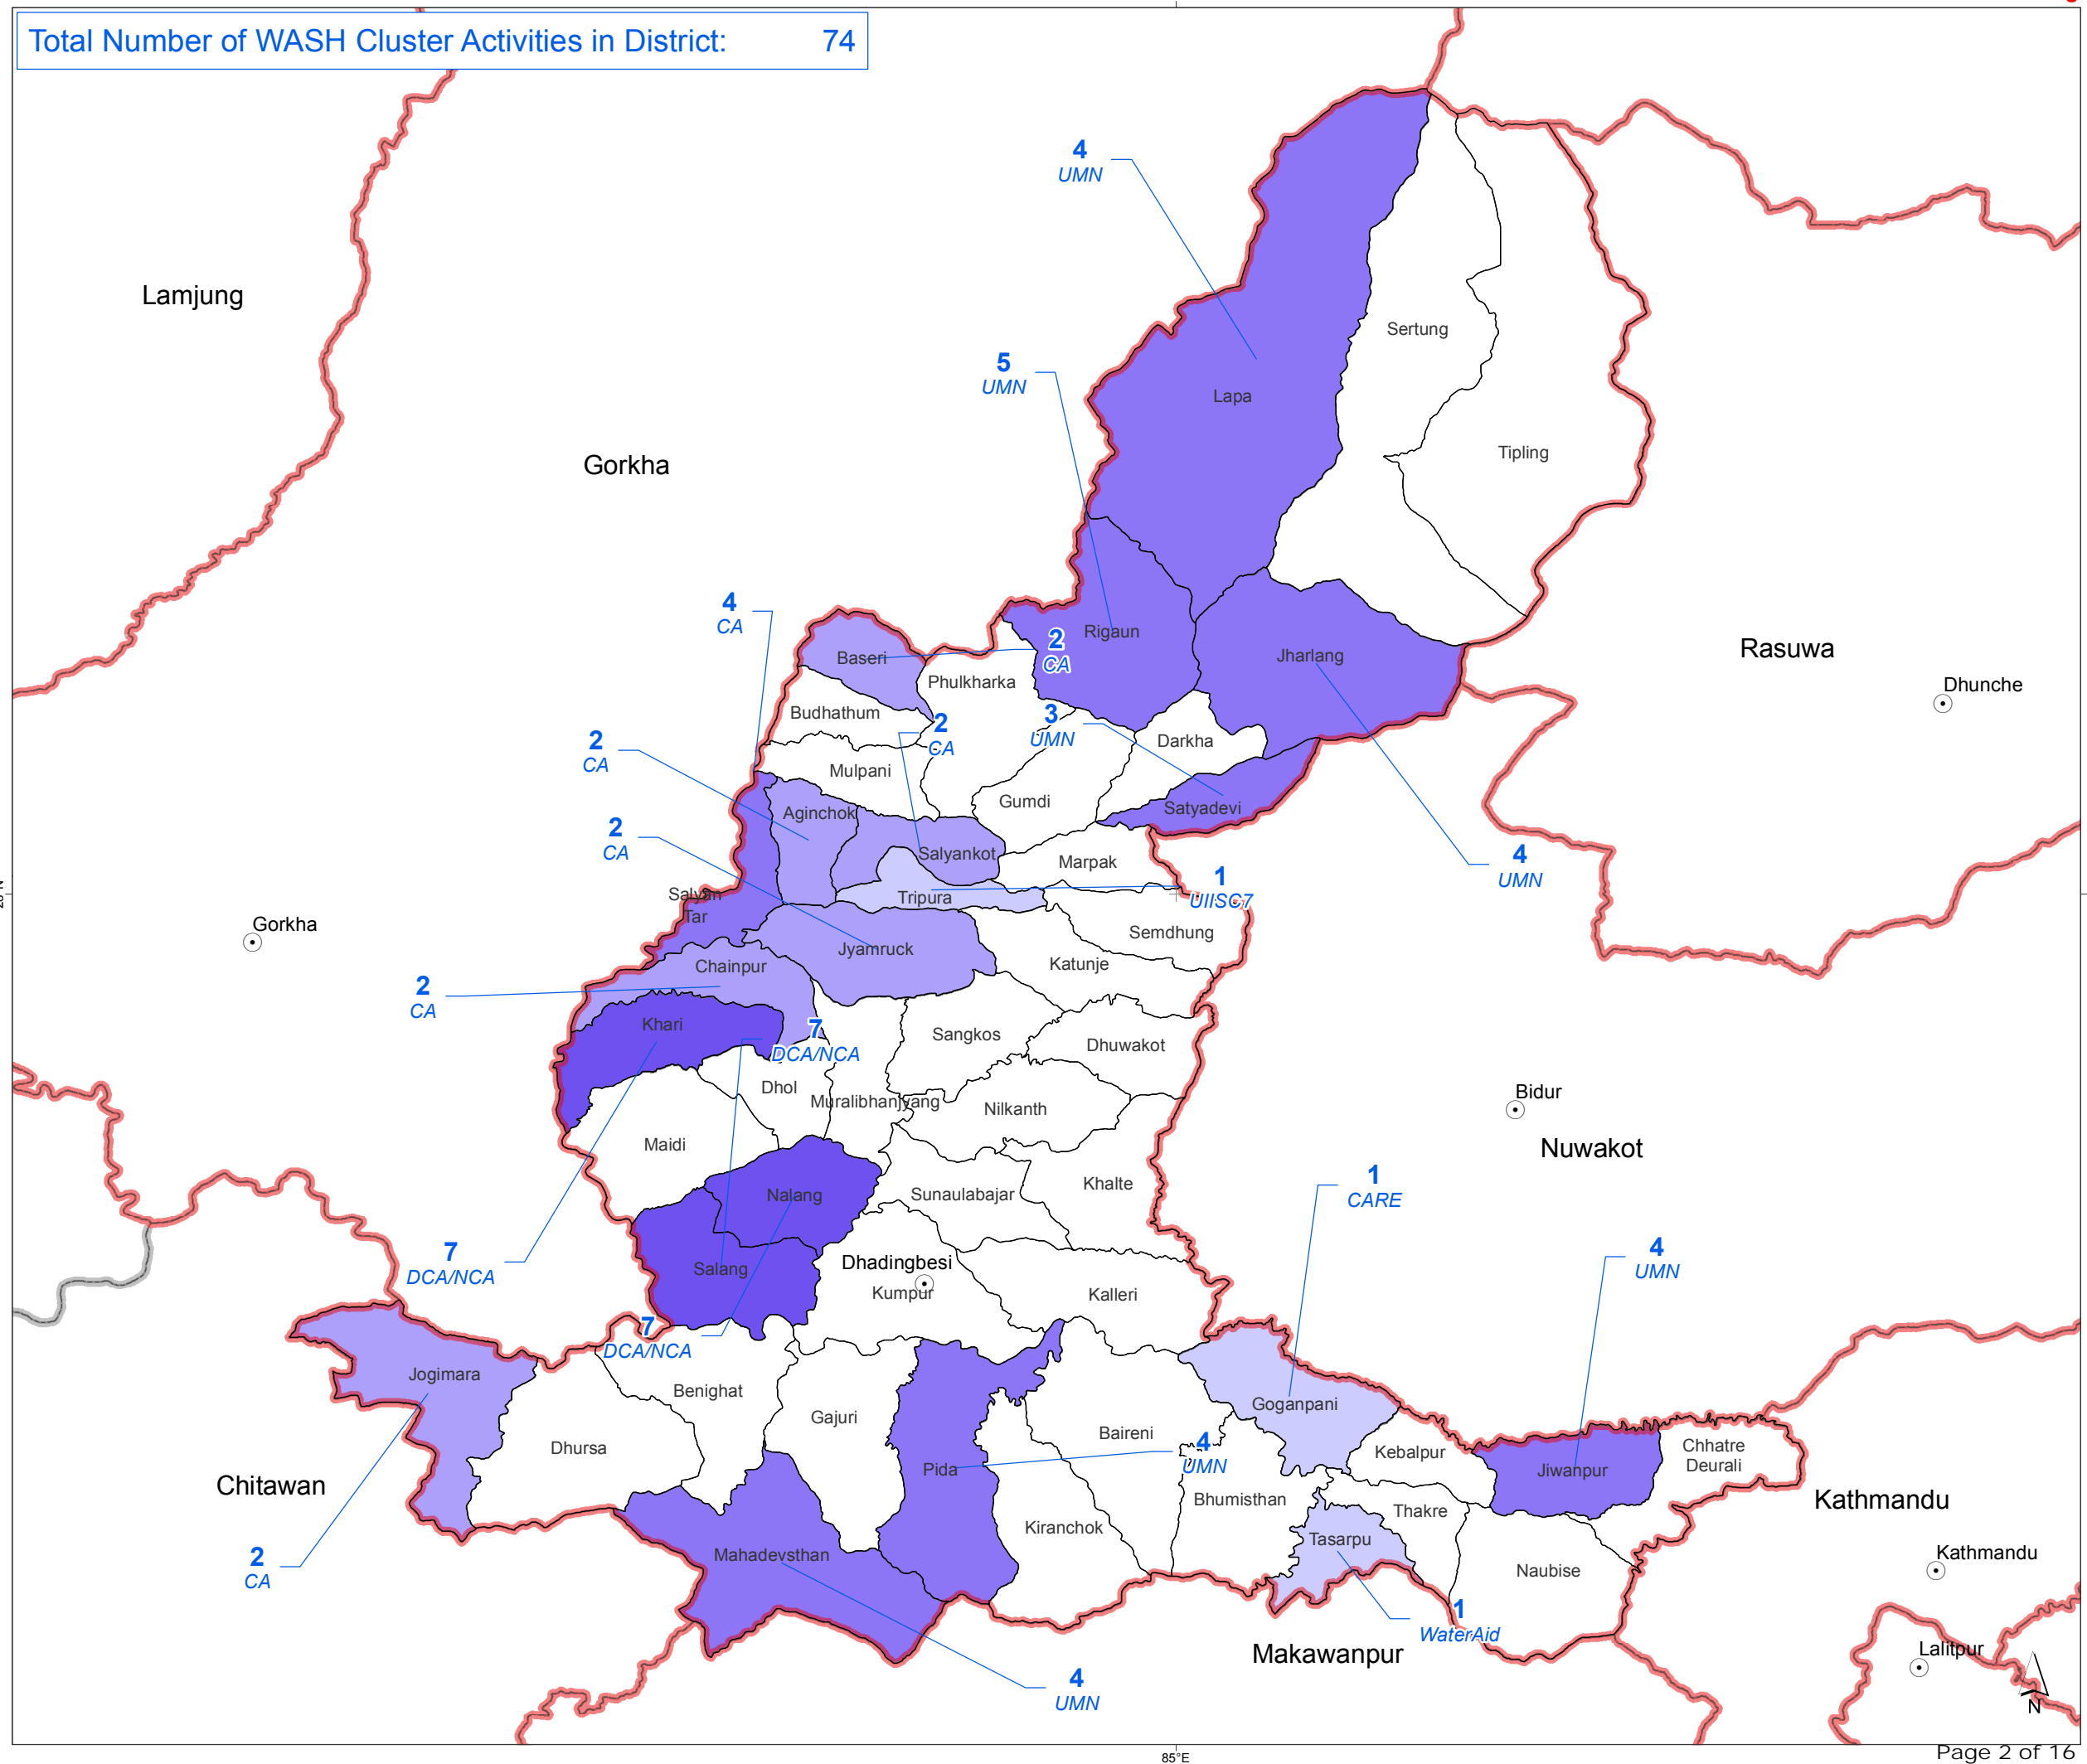 Total Number of WASH Cluster Activities in District: 74
4
UMN
Lamjung
Sertung
5
UMN
Lapa
Tipling
Gorkha
4
CA
Rigaun
2
CA
Baseri
Jharlang
Rasuwa
Phulkharka
Dhunche
Budhathum
3
UMN
2
CA
Darkha
2
CA
Mulpani
Gumdi
Satyadevi
Aginchok
2
CA
Salyankot
Marpak
4
UMN
1
UIISC7
Salyan
Tar
Tripura
Gorkha
Semdhung
Jyamruck
Katunje
Chainpur
2
CA
Khari
7
DCA/NCA
Sangkos
Dhuwakot
Dhol
Muralibhanjyang
Nilkanth
Bidur
Nuwakot
Maidi
Khalte
1
CARE
Nalang
Sunaulabajar
7
DCA/NCA
Salang
Dhadingbesi
Kumpur
Kalleri
4
UMN
7
DCA/NCA
Jogimara
Benighat
Gajuri
Goganpani
Dhursa
Baireni
Kebalpur
Chhatre
Deurali
Pida
4
UMN
Jiwanpur
Chitawan
Bhumisthan
Thakre
Kathmandu
Kiranchok
Tasarpu
Mahadevsthan
Naubise
Kathmandu
2
CA
1
WaterAid
Makawanpur
Lalitpur
4
UMN
N
85°E
Page 2 of 16